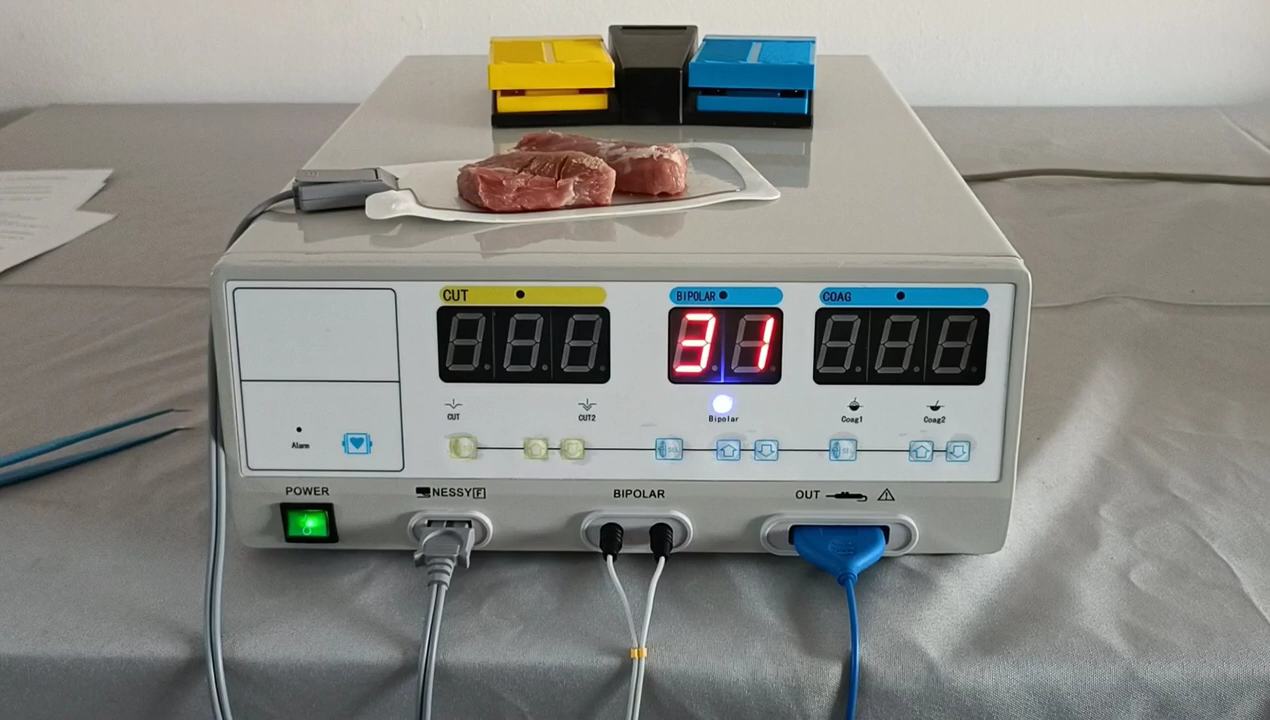 CUT
BIPOLAR
COAG
31
CUT
CUT2
Bipolar
Coag1
Coag2
Alarm
POWER
NESSY F
BIPOLAR
OUT